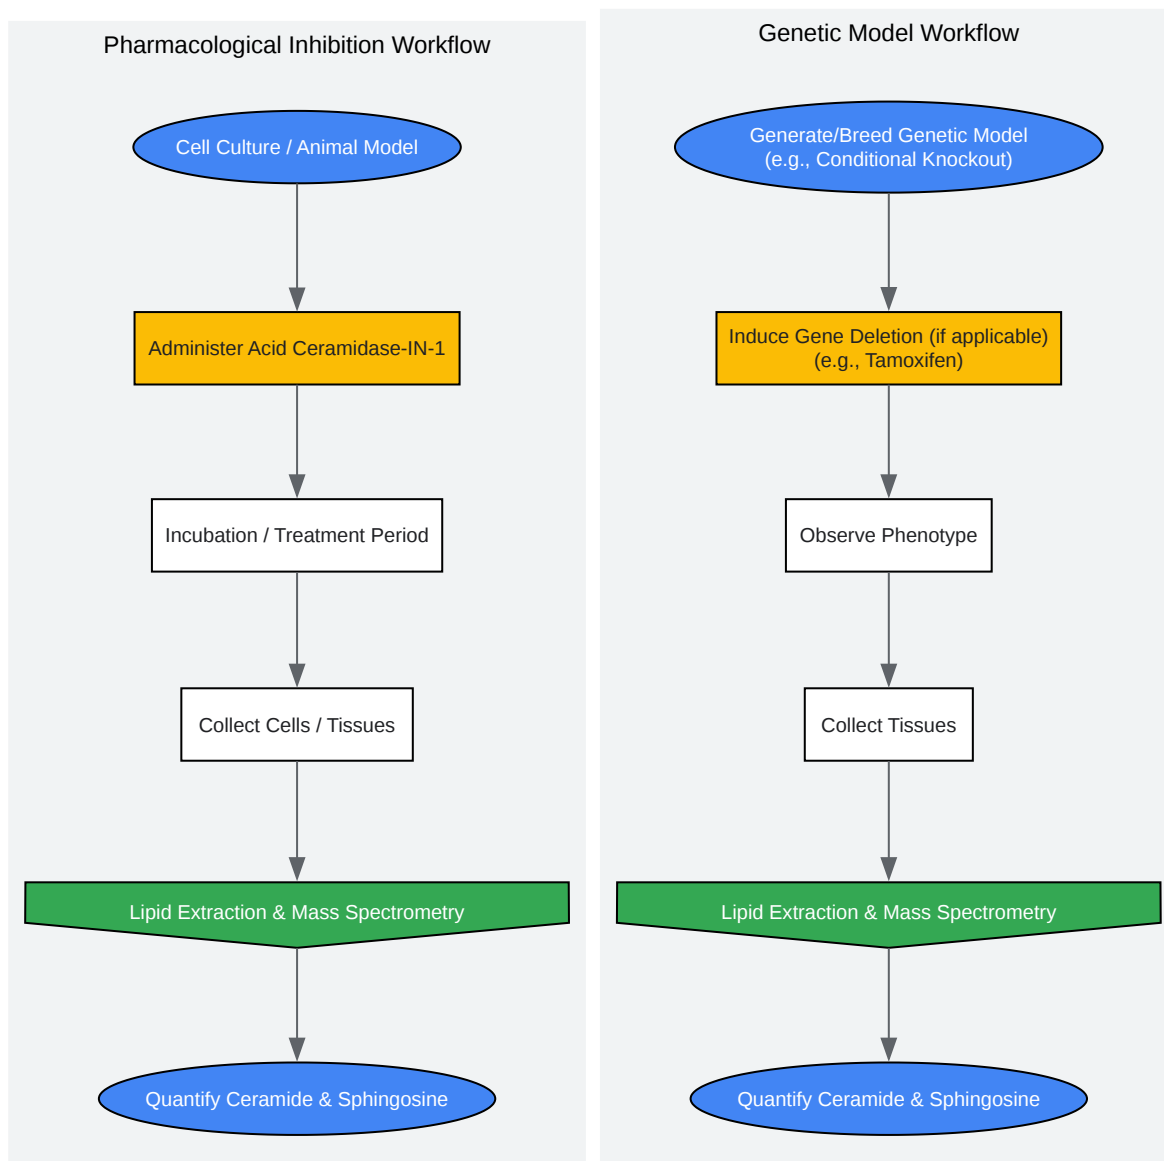 Pharmacological Inhibition Workflow
Cell Culture / Animal Model
Administer Acid Ceramidase-IN-1
Incubation / Treatment Period
Collect Cells / Tissues
Lipid Extraction & Mass Spectrometry
Quantify Ceramide & Sphingosine
Genetic Model Workflow
Generate/Breed Genetic Model
(e.g., Conditional Knockout)
Induce Gene Deletion (if applicable)
(e.g., Tamoxifen)
Observe Phenotype
Collect Tissues
Lipid Extraction & Mass Spectrometry
Quantify Ceramide & Sphingosine